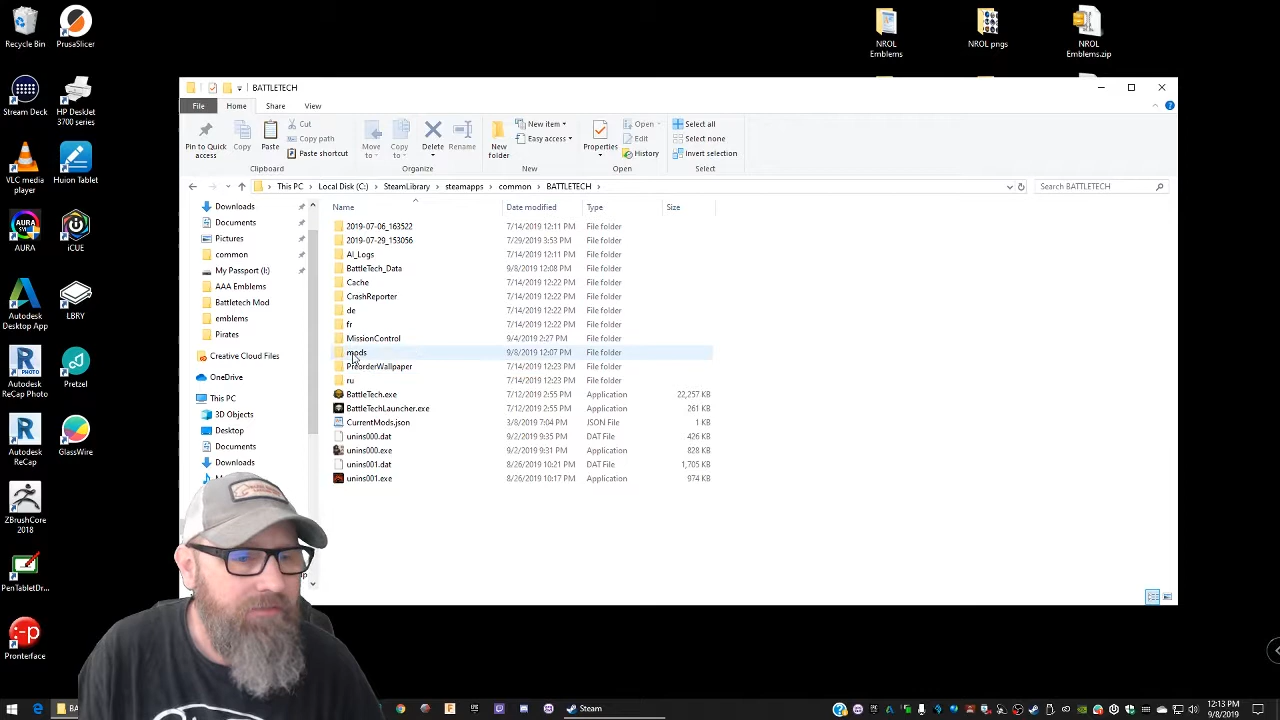 Recycle Bin
PrusaSlicer
Stream Deck
HP DeskJet
3700 series
VLC media
player
Huion Tablet
AURA
iCUE
Autodesk
Desktop App
LBRY
Autodesk
ReCap Photo
Pretzel
Autodesk
ReCap
GlassWire
ZBrushCore
2018
PenTabletDr...
Pronterface
NROL
Emblems
NROL pngs
NROL
Emblems.zip
BATTLETECH
File
Home
Share
View
Pin to Quick
access
Copy
Paste
Cut
Copy path
Paste shortcut
Clipboard
Move
to
Copy
to
Delete
Rename
Organize
New
folder
New item
Easy access
New
Properties
Open
Edit
History
Open
Select all
Select none
Invert selection
Select
This PC > Local Disk (C:) > SteamLibrary > steamapps > common > BATTLETECH >
Search BATTLETECH
Downloads
Documents
Pictures
common
My Passport (I:)
AAA Emblems
Battletech Mod
emblems
Pirates
Creative Cloud Files
OneDrive
This PC
3D Objects
Desktop
Documents
Downloads
Name Date modified Type Size
2019-07-06_163522 7/14/2019 12:11 PM File folder
2019-07-29_153056 7/29/2019 3:53 PM File folder
AI_Logs 7/14/2019 12:11 PM File folder
BattleTech_Data 9/8/2019 12:08 PM File folder
Cache 7/14/2019 12:22 PM File folder
CrashReporter 7/14/2019 12:22 PM File folder
de 7/14/2019 12:22 PM File folder
fr 7/14/2019 12:22 PM File folder
MissionControl 9/4/2019 2:27 PM File folder
mods 9/8/2019 12:07 PM File folder
PreorderWallpaper 7/14/2019 12:23 PM File folder
ru 7/14/2019 12:23 PM File folder
BattleTech.exe 7/12/2019 2:55 PM Application 22,257 KB
BattleTechLauncher.exe 7/12/2019 2:55 PM Application 261 KB
CurrentMods.json 3/8/2019 7:04 PM JSON File 1 KB
unins000.dat 9/2/2019 9:35 PM DAT File 426 KB
unins000.exe 9/2/2019 9:31 PM Application 828 KB
unins001.dat 8/26/2019 10:21 PM DAT File 1,705 KB
unins001.exe 8/26/2019 10:17 PM Application 974 KB
Steam
12:13 PM
9/8/2019